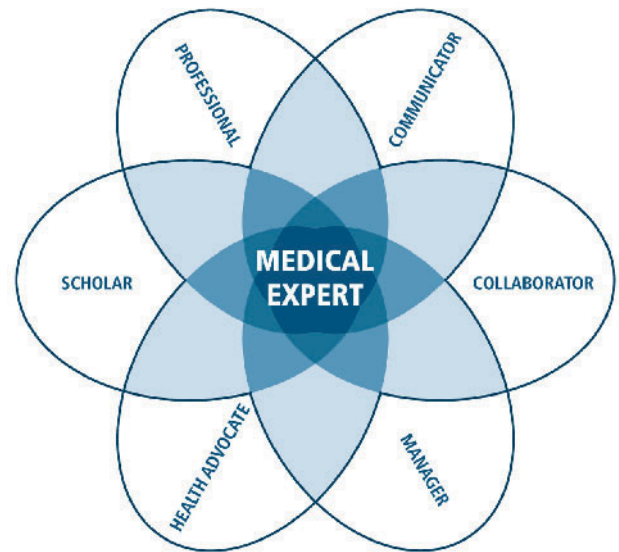 PROFESSIONAL
COMMUNICATOR
SCHOLAR
MEDICAL
EXPERT
COLLABORATOR
HEALTH ADVOCATE
MANAGER